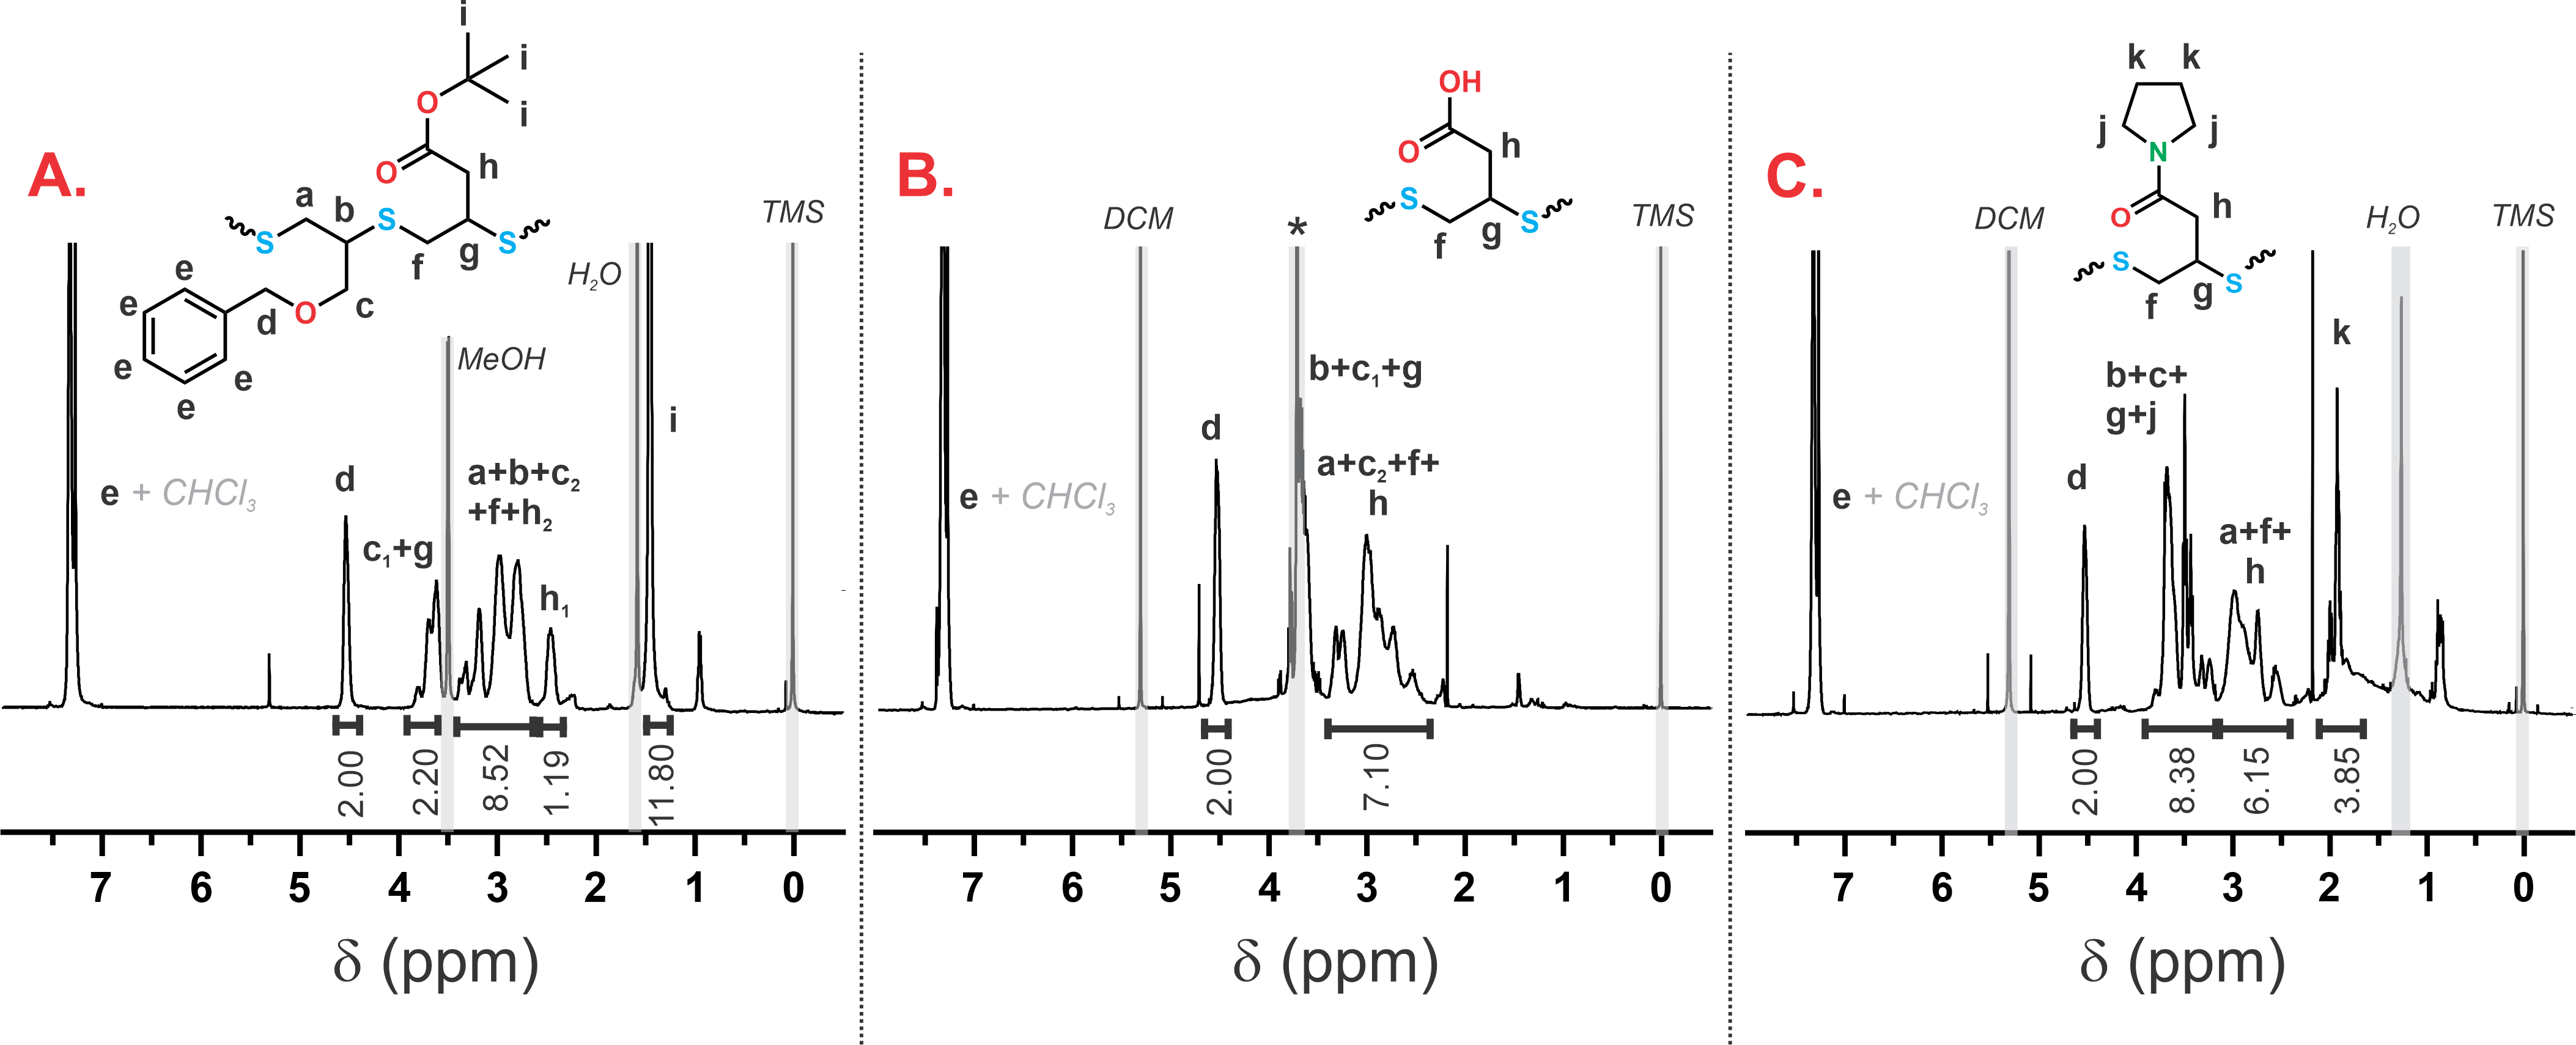 A.
i
i
i
O
O
h
a
b
S
S
S
f
g
e
e
e
e
e
d
O
c
H₂O
TMS
MeOH
i
e + CHCl₃
d
c₁+g
a+b+c₂
+f+h₂
h₁
2.00
2.20
8.52
1.19
11.80
7 6 5 4 3 2 1 0
δ (ppm)
B.
OH
O
h
S
S
f
g
DCM
*
TMS
b+c₁+g
d
a+c₂+f+
h
e + CHCl₃
2.00
7.10
7 6 5 4 3 2 1 0
δ (ppm)
C.
k k
j j
N
O
h
S
S
f
g
DCM
H₂O
TMS
k
b+c+
g+j
d
a+f+
h
e + CHCl₃
2.00
8.38
6.15
3.85
7 6 5 4 3 2 1 0
δ (ppm)